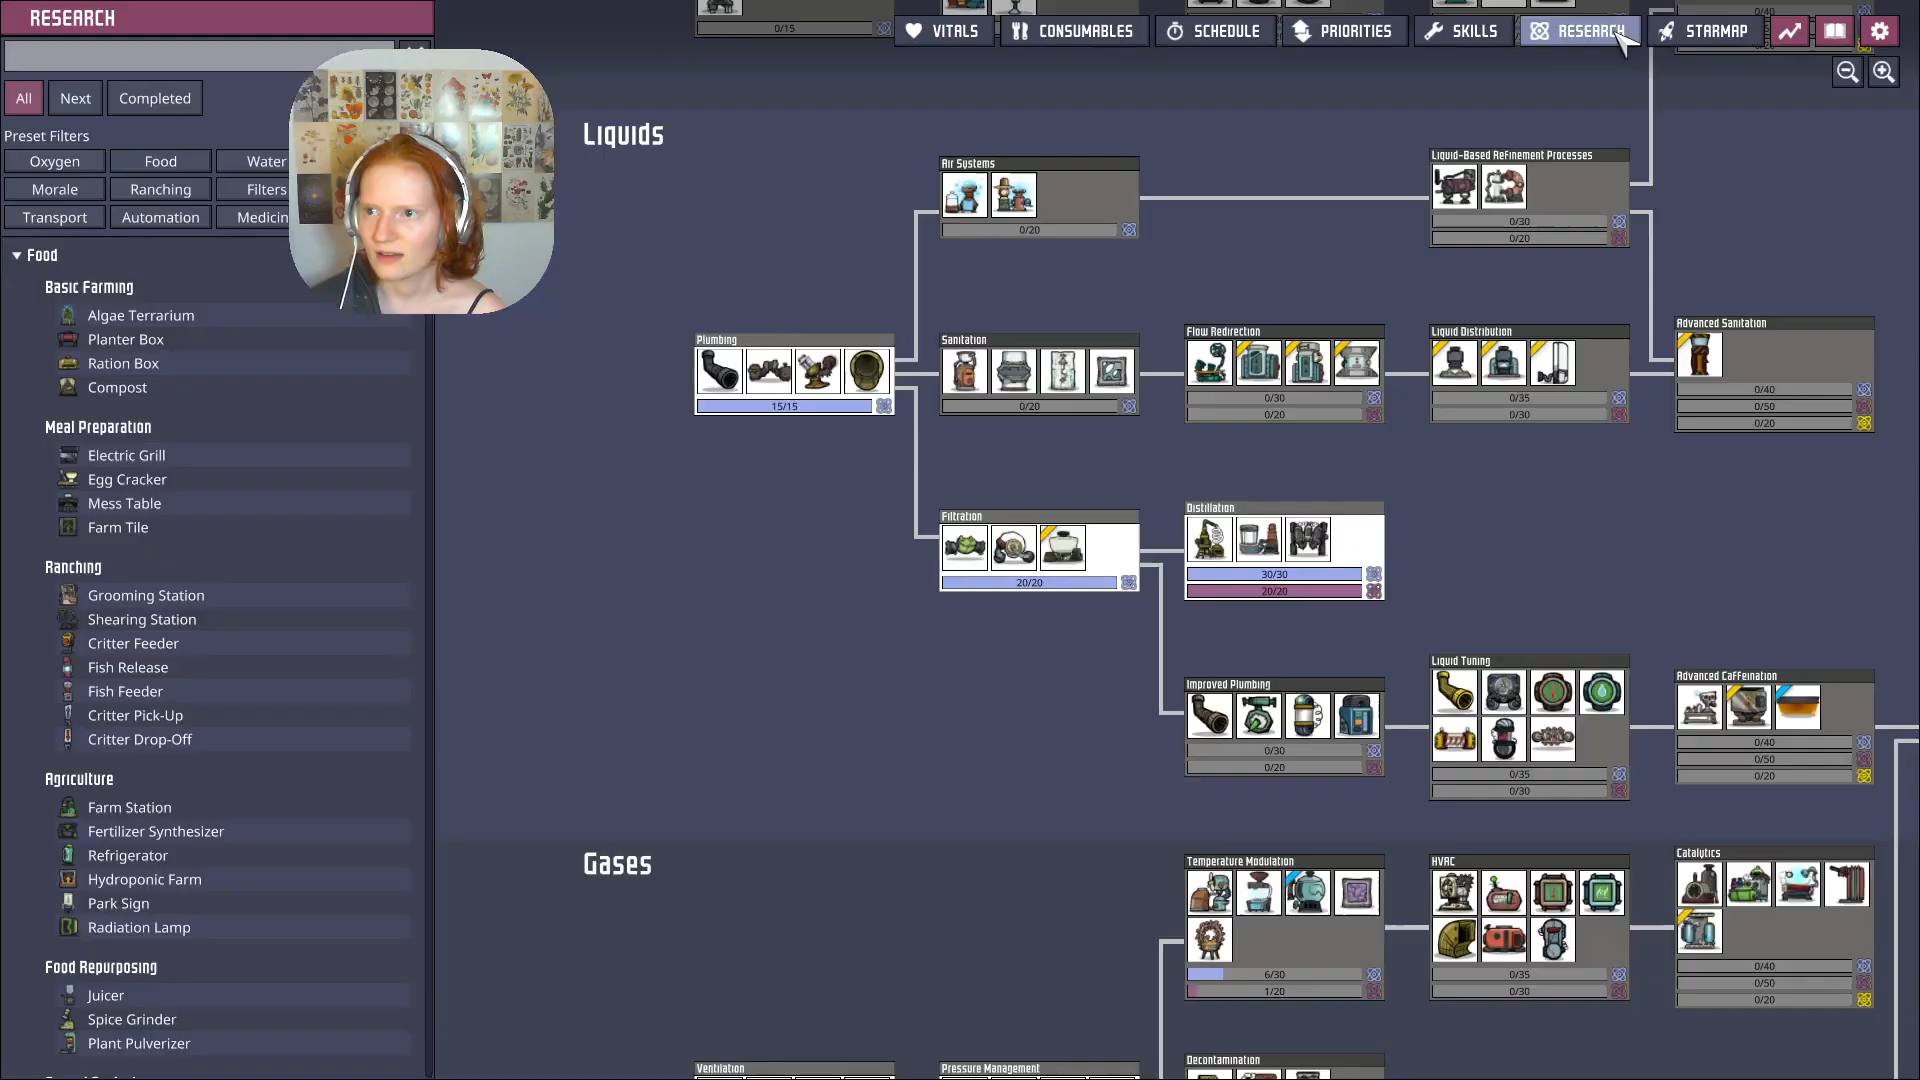 RESEARCH
VITALS
CONSUMABLES
SCHEDULE
PRIORITIES
SKILLS
RESEARCH
STARMAP
All
Next
Completed
Preset Filters
Oxygen
Food
Water
Morale
Ranching
Filters
Transport
Automation
Medicin
Food
Basic Farming
Algae Terrarium
Planter Box
Ration Box
Compost
Meal Preparation
Electric Grill
Egg Cracker
Mess Table
Farm Tile
Ranching
Grooming Station
Shearing Station
Critter Feeder
Fish Release
Fish Feeder
Critter Pick-Up
Critter Drop-Off
Agriculture
Farm Station
Fertilizer Synthesizer
Refrigerator
Hydroponic Farm
Park Sign
Radiation Lamp
Food Repurposing
Juicer
Spice Grinder
Plant Pulverizer
0/15
Liquids
Air Systems
0/20
Liquid-Based Refinement Processes
0/30
0/20
Plumbing
15/15
Sanitation
0/20
Flow Redirection
0/30
0/20
Liquid Distribution
0/35
0/30
Advanced Sanitation
0/40
0/50
0/20
Filtration
20/20
Distillation
30/30
20/20
Improved Plumbing
0/30
0/20
Liquid Tuning
0/35
0/30
Advanced Caffeination
0/40
0/50
0/20
Gases
Temperature Modulation
6/30
1/20
HVAC
0/35
0/30
Catalytics
0/40
0/50
0/20
Ventilation
Pressure Management
Decontamination